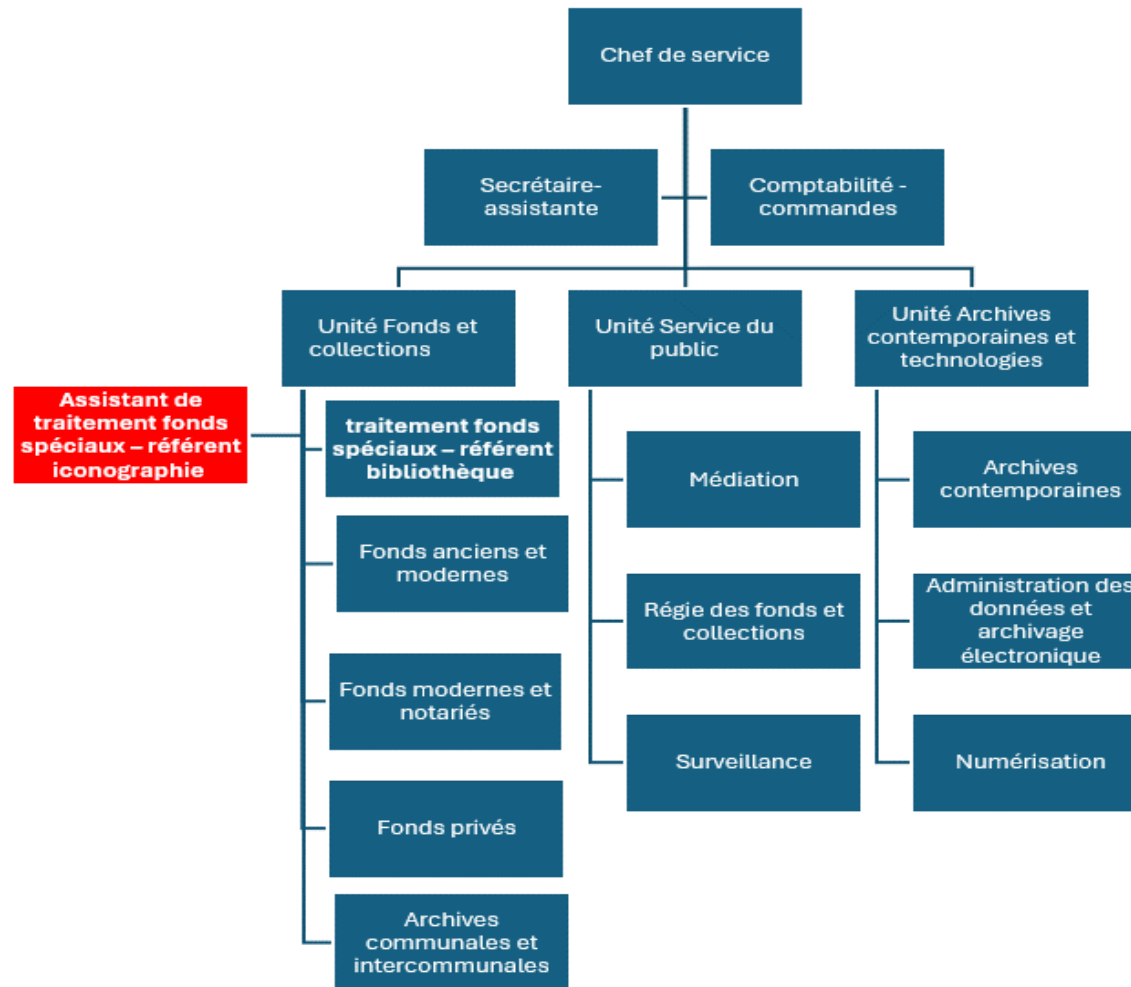 Chef de service
Secrétaire-
assistante
Comptabilité -
commandes
Unité Fonds et
collections
Unité Service du
public
Unité Archives
contemporaines et
technologies
Assistant de
traitement fonds
spéciaux – référent
iconographie
traitement fonds
spéciaux – référent
bibliothèque
Fonds anciens et
modernes
Fonds modernes et
notariés
Fonds privés
Archives
communales et
intercommunales
Médiation
Régie des fonds et
collections
Surveillance
Archives
contemporaines
Administration des
données et
archivage
électronique
Numérisation